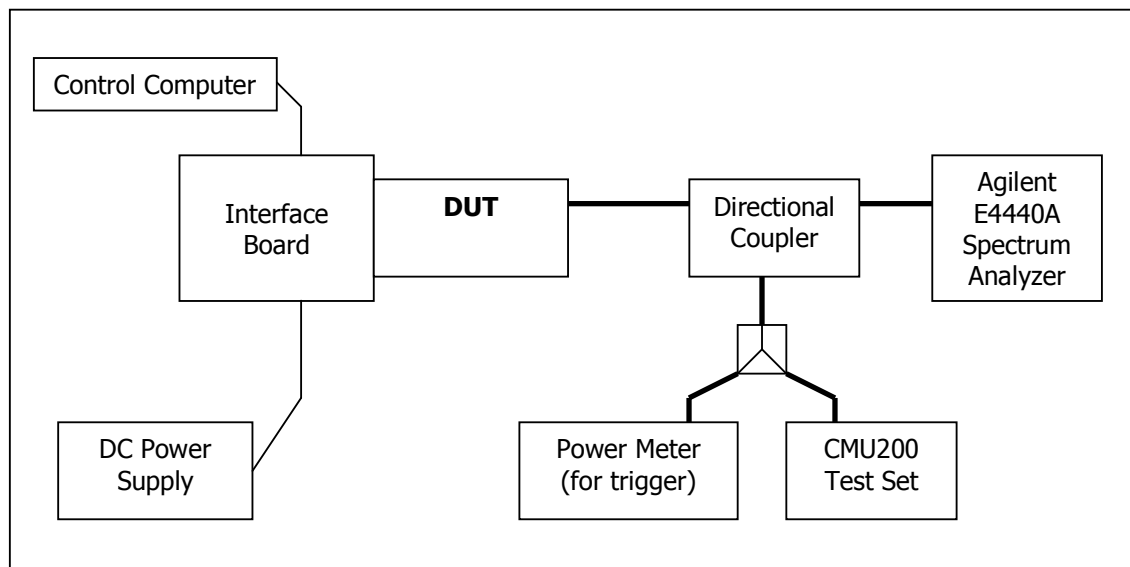 Control Computer
Interface
Board
DUT
Directional
Coupler
Agilent
E4440A
Spectrum
Analyzer
DC Power
Supply
Power Meter
(for trigger)
CMU200
Test Set